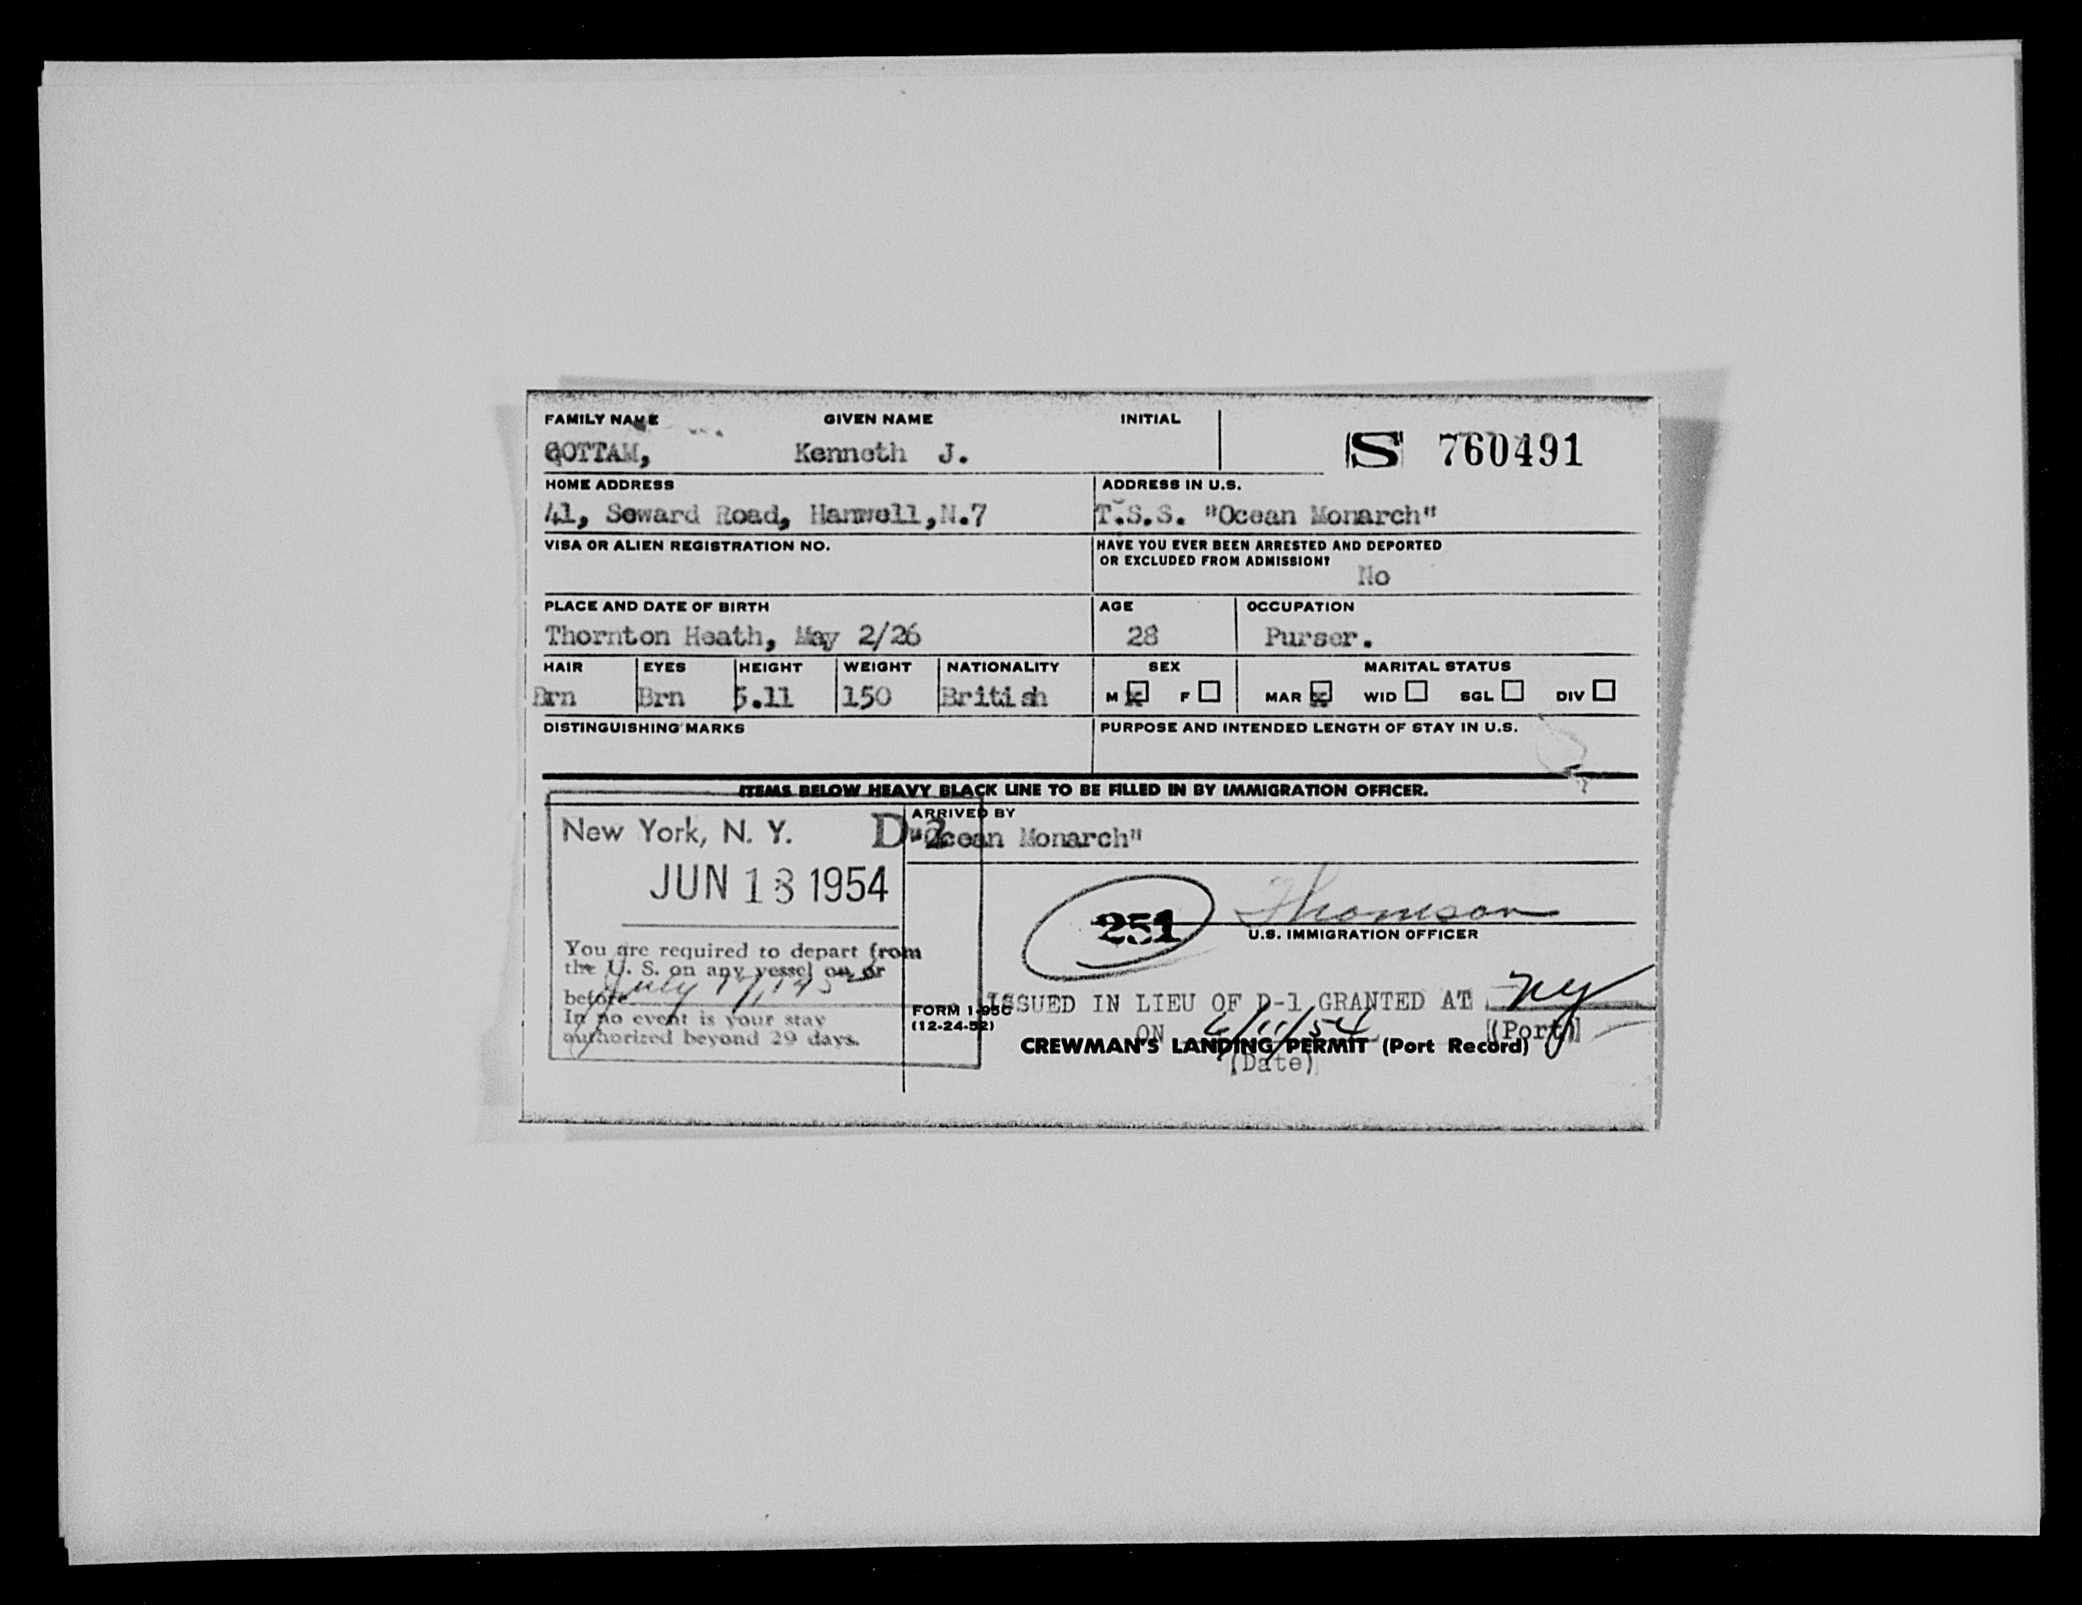 FAMILY NAME GIVEN NAME INITIAL
GOTTAM, Kenneth J. S 760491
HOME ADDRESS ADDRESS IN U.S.
41, Seward Road, Hanwell, N.7 T.S.S. "Ocean Monarch"
VISA OR ALIEN REGISTRATION NO. HAVE YOU EVER BEEN ARRESTED AND DEPORTED
OR EXCLUDED FROM ADMISSION?
No
PLACE AND DATE OF BIRTH AGE OCCUPATION
Thornton Heath, May 2/26 28 Purser.
HAIR EYES HEIGHT WEIGHT NATIONALITY SEX MARITAL STATUS
Brn Brn 5.11 150 British M x F MAR x WID SGL DIV
DISTINGUISHING MARKS PURPOSE AND INTENDED LENGTH OF STAY IN U.S.
ITEMS BELOW HEAVY BLACK LINE TO BE FILLED IN BY IMMIGRATION OFFICER.
ARRIVED BY
New York, N. Y. D-2 "Ocean Monarch"
JUN 13 1954
251 Thomson
U.S. IMMIGRATION OFFICER
You are required to depart from
the U. S. on any vessel on or
before July
In no event is your stay
authorized beyond 29 days.
FORM I-95C
(12-24-52)
ISSUED IN LIEU OF D-1 GRANTED AT NY
ON 6/11/54 (Port)
CREWMAN'S LANDING PERMIT (Port Record)
(Date)